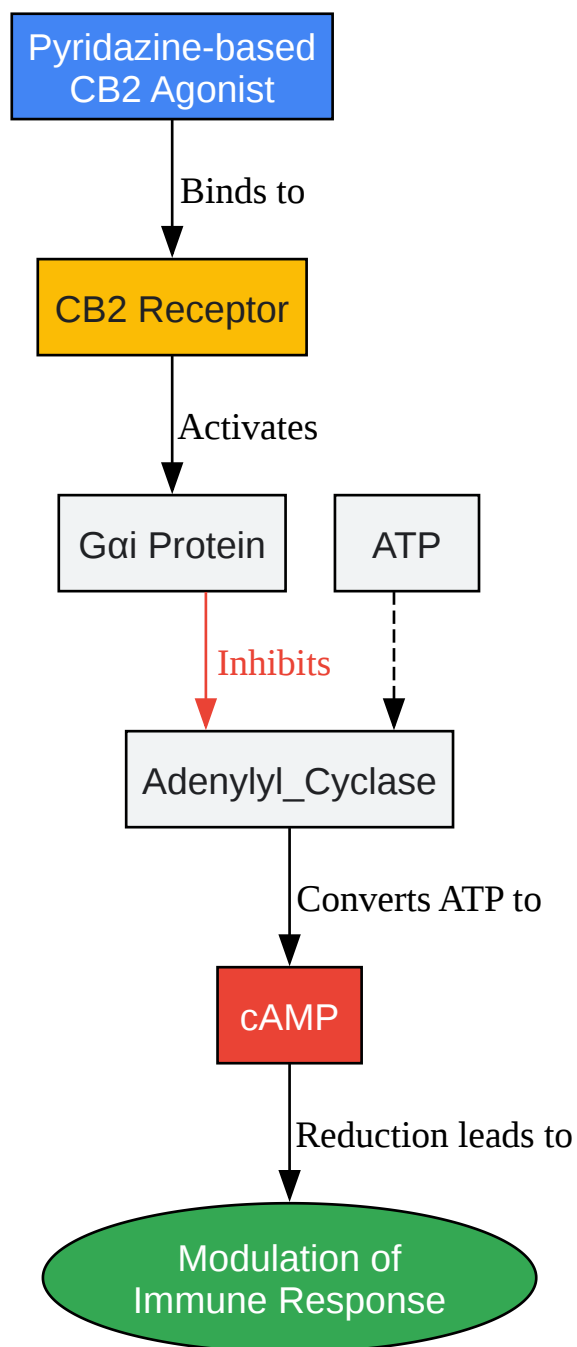 Pyridazine-based
CB2 Agonist
Binds to
CB2 Receptor
Activates
Gαi Protein
ATP
Inhibits
Adenylyl_Cyclase
Converts ATP to
cAMP
Reduction leads to
Modulation of
Immune Response